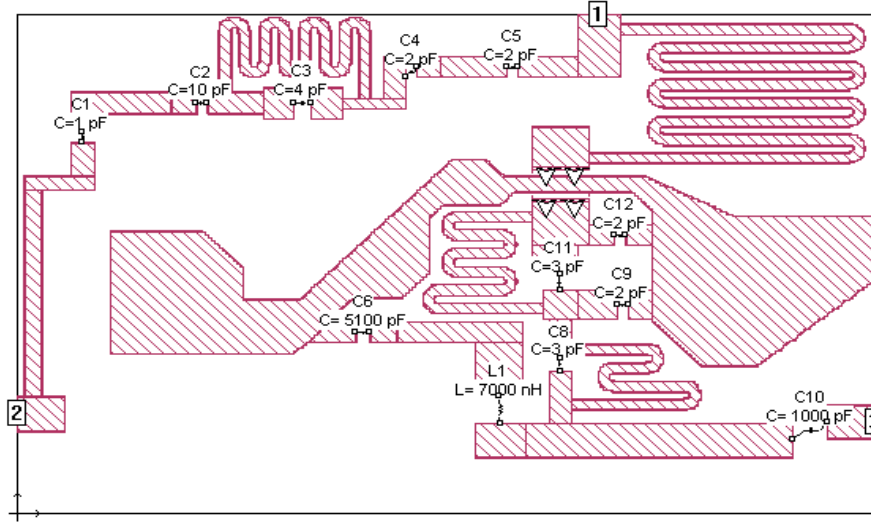 1
C4
C5
C=2 pF
C=2 pF
C2
C3
C=10 pF
C=4 pF
C1
C=1 pF
C12
C=2 pF
C11
C=3 pF
C9
C=2 pF
C6
C= 5100 pF
C8
C=3 pF
L1
L= 7000 nH
C10
C= 1000 pF
2